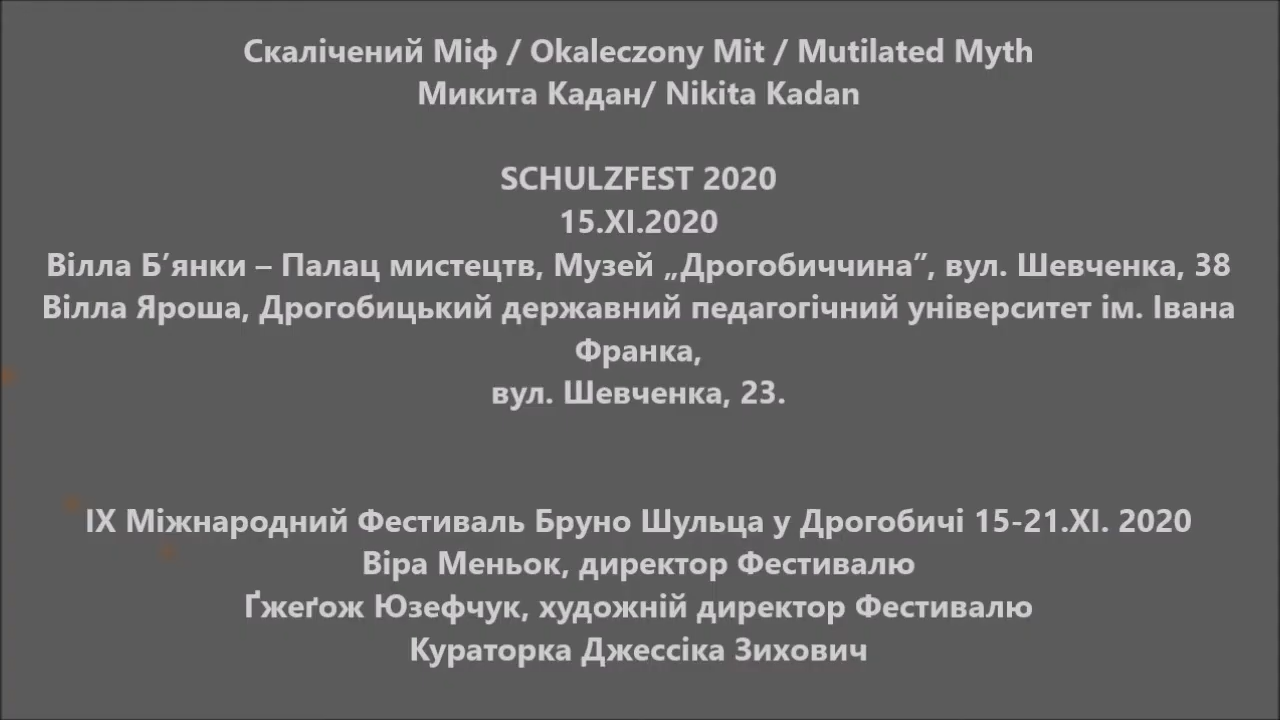 Скалічений Міф / Okaleczony Mit / Mutilated Myth
Микита Кадан/ Nikita Kadan
SCHULZFEST 2020
15.XI.2020
Вілла Б’янки – Палац мистецтв, Музей „Дрогобиччина”, вул. Шевченка, 38
Вілла Яроша, Дрогобицький державний педагогічний університет ім. Івана
Франка,
вул. Шевченка, 23.
IX Міжнародний Фестиваль Бруно Шульца у Дрогобичі 15-21.XI. 2020
Віра Меньок, директор Фестивалю
Ґжеґож Юзефчук, художній директор Фестивалю
Кураторка Джессіка Зихович